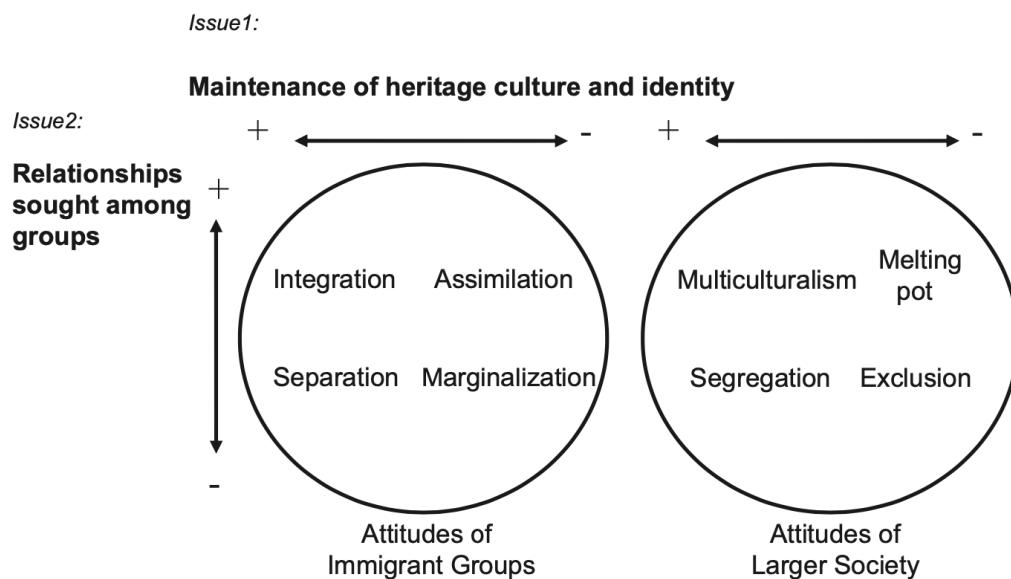 Issue1:
Maintenance of heritage culture and identity
Issue2:
+ - + -
Relationships
sought among
groups
+
Integration Assimilation
Separation Marginalization
Multiculturalism
Melting
pot
Segregation Exclusion
-
Attitudes of
Immigrant Groups
Attitudes of
Larger Society